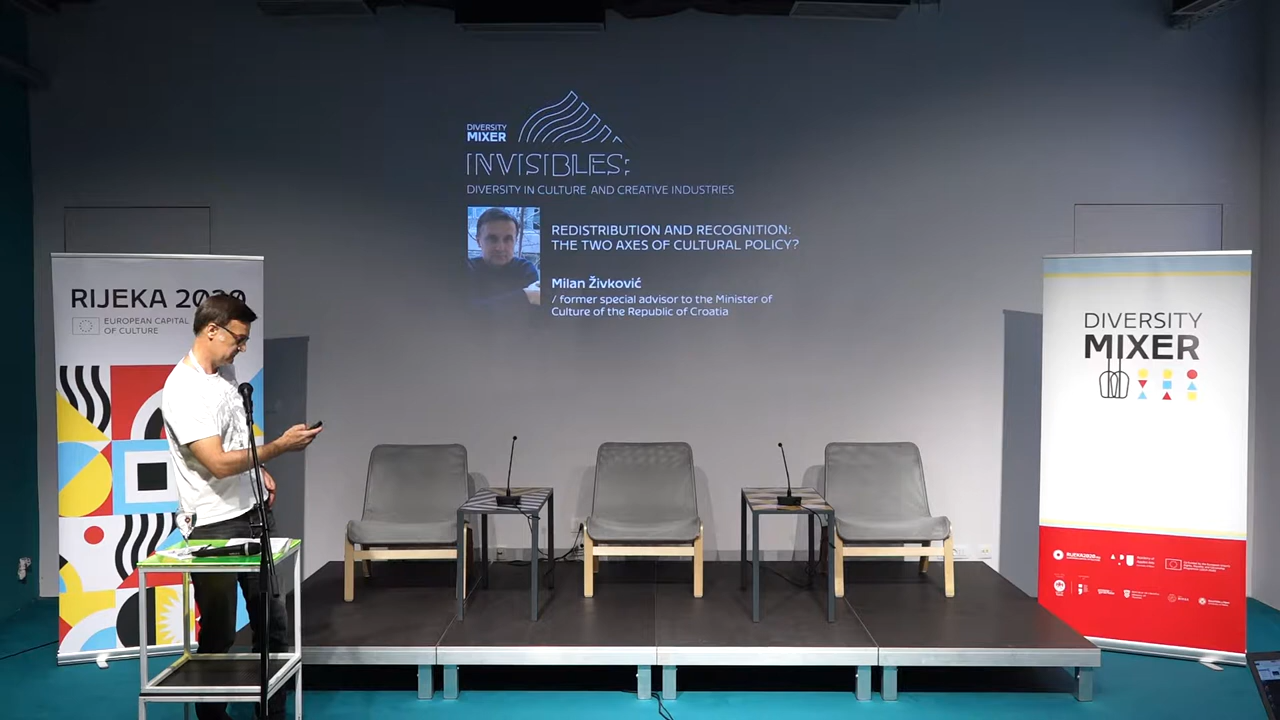 DIVERSITY
MIXER
INVISIBLES:
DIVERSITY IN CULTURE AND CREATIVE INDUSTRIES
REDISTRIBUTION AND RECOGNITION:
THE TWO AXES OF CULTURAL POLICY?
Milan Živković
/ former special advisor to the Minister of
Culture of the Republic of Croatia
RIJEKA 2020
EUROPEAN CAPITAL
OF CULTURE
DIVERSITY
MIXER
RIJEKA2020